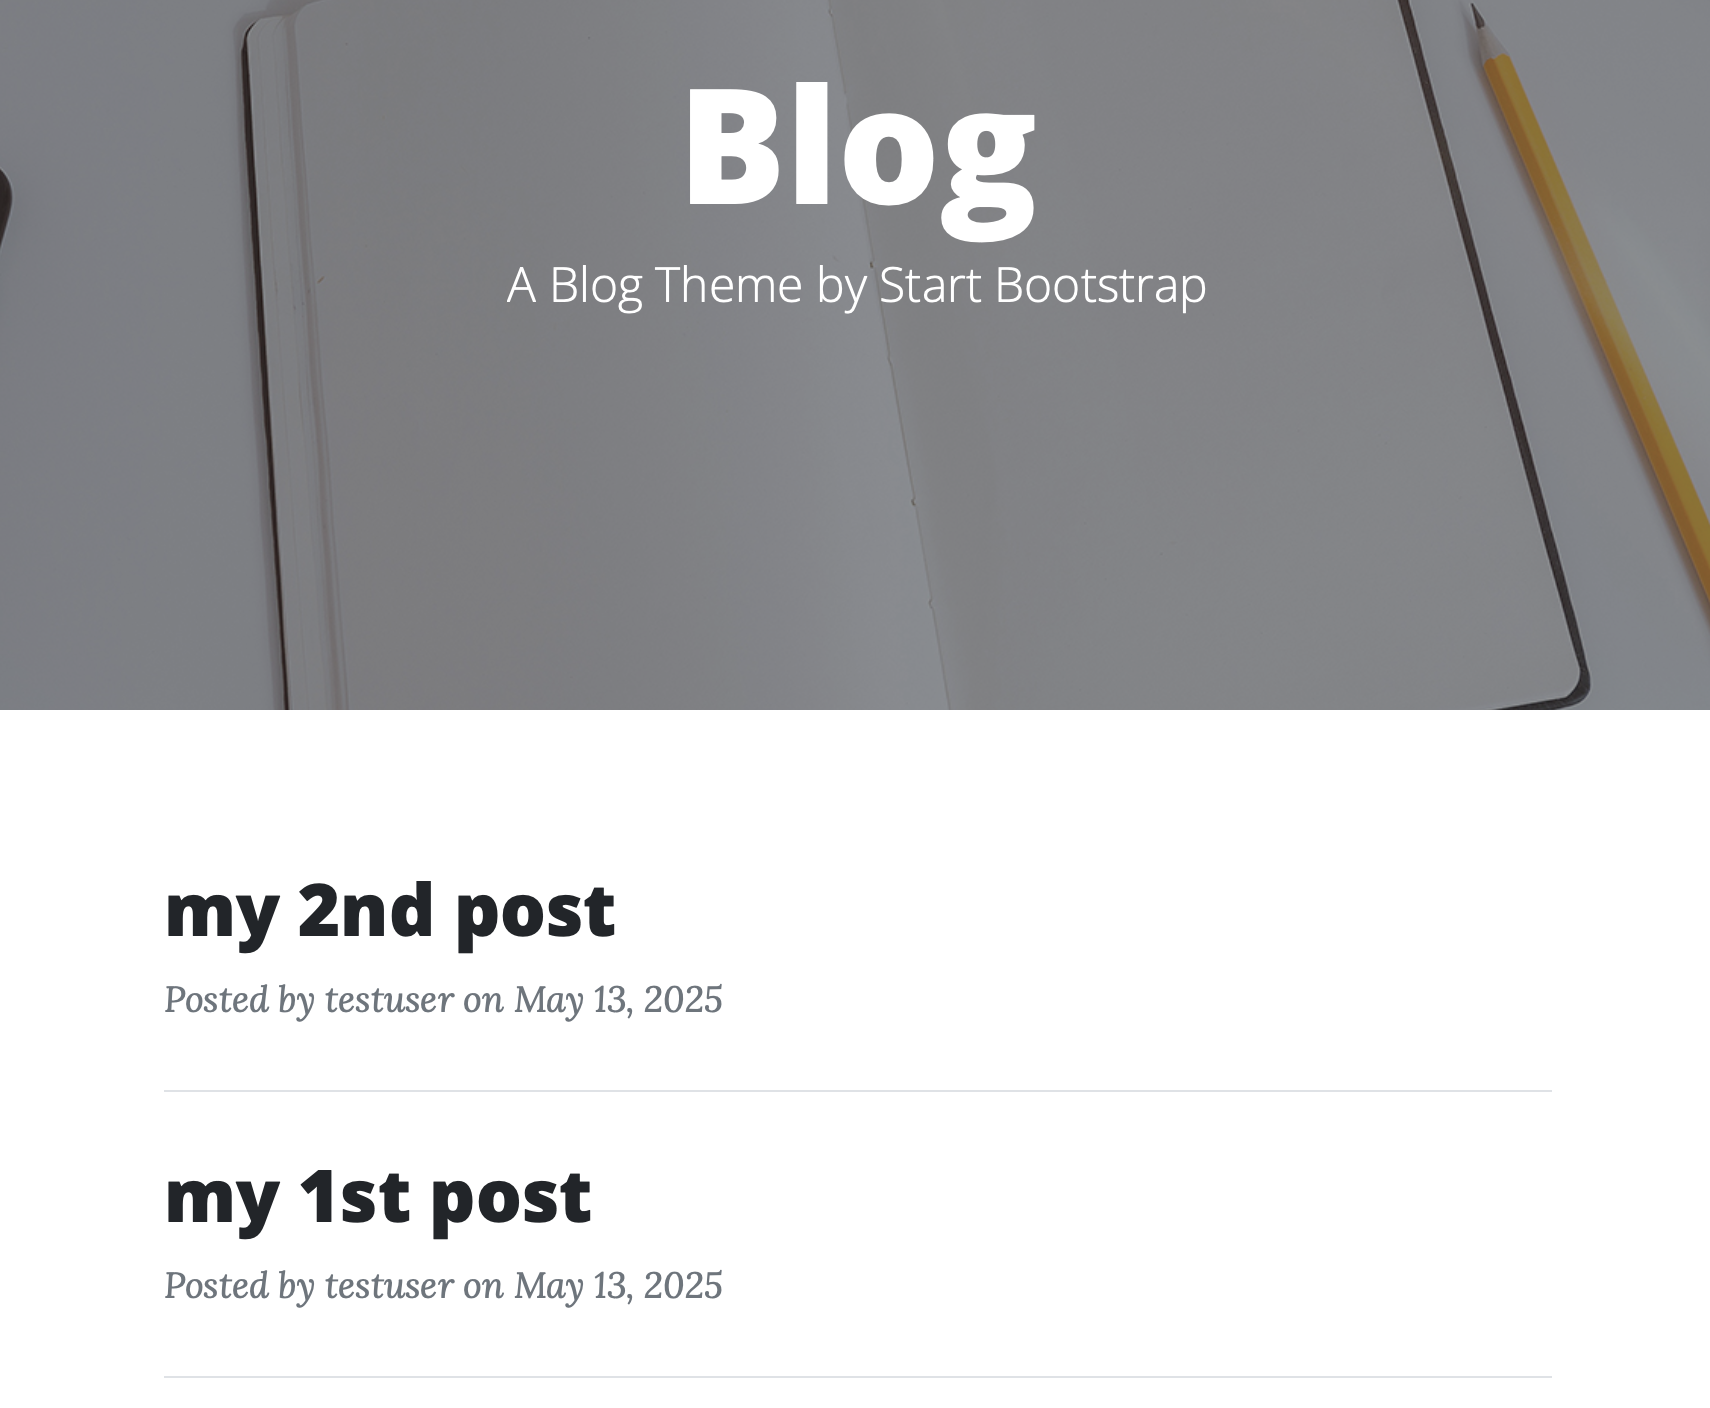 Blog
A Blog Theme by Start Bootstrap
my 2nd post
Posted by testuser on May 13, 2025
my 1st post
Posted by testuser on May 13, 2025